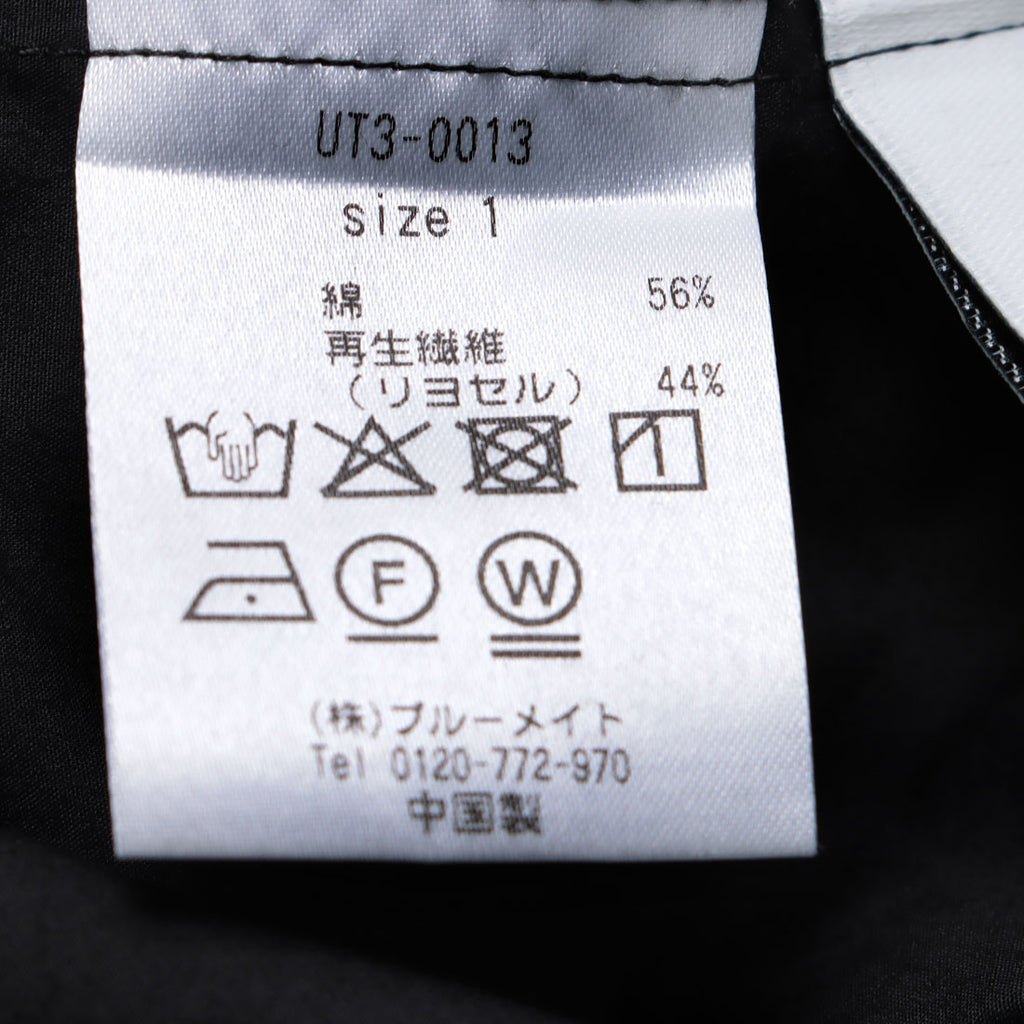 UT3-0013
size 1
綿 56%
再生繊維
（リヨセル） 44%
F W
(株)ブルーメイト
Tel 0120-772-970
中国製